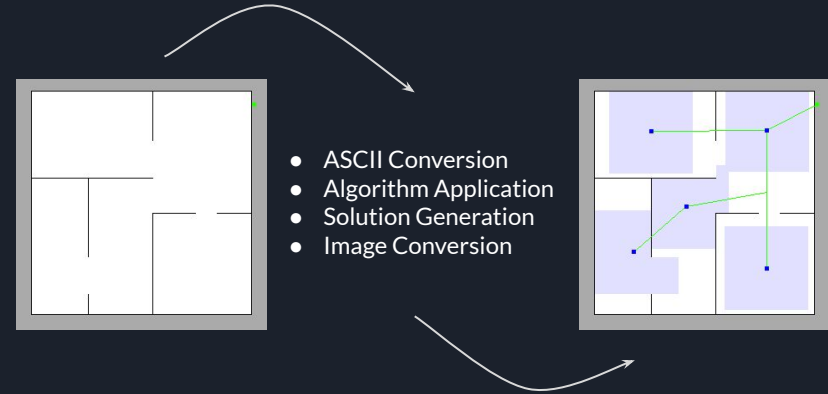 ● ASCII Conversion
● Algorithm Application
● Solution Generation
● Image Conversion